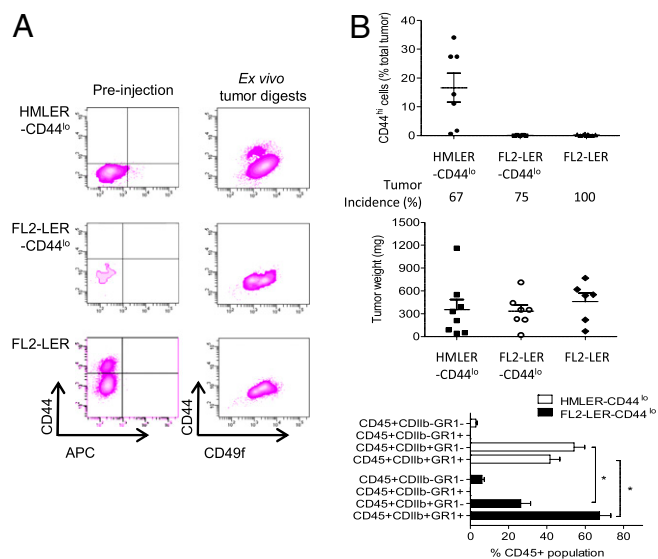 A
Pre-injection
Ex vivo
tumor digests
HMLER
-CD44lo
FL2-LER
-CD44lo
FL2-LER
CD44
APC
CD44
CD49f
B
CD44hi cells (% total tumor)
40
30
20
10
0
HMLER
-CD44lo
FL2-LER
-CD44lo
FL2-LER
Tumor
Incidence (%)
67
75
100
Tumor weight (mg)
1500
1200
900
600
300
0
HMLER
-CD44lo
FL2-LER
-CD44lo
FL2-LER
HMLER-CD44lo
FL2-LER-CD44lo
CD45+CDIIb-GR1-
CD45+CDIIb-GR1+
CD45+CDIIb+GR1-
CD45+CDIIb+GR1+
CD45+CDIIb-GR1-
CD45+CDIIb-GR1+
CD45+CDIIb+GR1-
CD45+CDIIb+GR1+
*
*
0 20 40 60 80
% CD45+ population